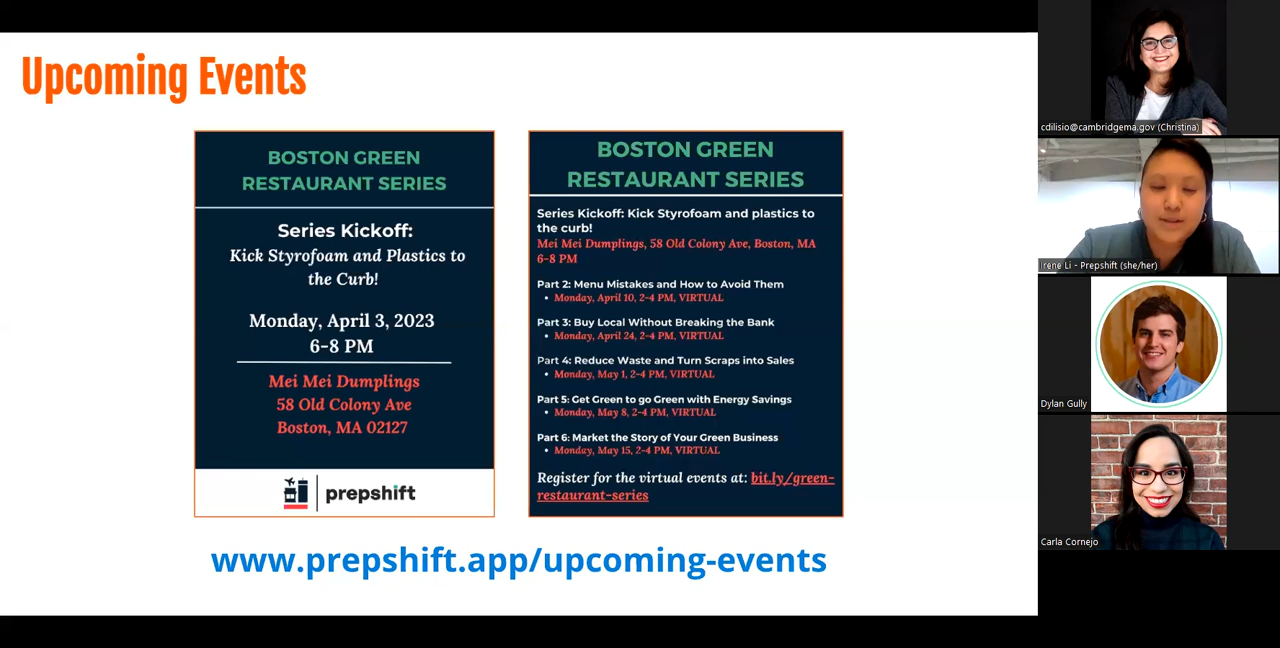 Upcoming Events
BOSTON GREEN
RESTAURANT SERIES
Series Kickoff:
Kick Styrofoam and Plastics to
the Curb!
Monday, April 3, 2023
6-8 PM
Mei Mei Dumplings
58 Old Colony Ave
Boston, MA 02127
prepshift
BOSTON GREEN
RESTAURANT SERIES
Series Kickoff: Kick Styrofoam and plastics to
the curb!
Mei Mei Dumplings, 58 Old Colony Ave, Boston, MA
6-8 PM
Part 2: Menu Mistakes and How to Avoid Them
• Monday, April 10, 2-4 PM, VIRTUAL
Part 3: Buy Local Without Breaking the Bank
• Monday, April 24, 2-4 PM, VIRTUAL
Part 4: Reduce Waste and Turn Scraps into Sales
• Monday, May 1, 2-4 PM, VIRTUAL
Part 5: Get Green to go Green with Energy Savings
• Monday, May 8, 2-4 PM, VIRTUAL
Part 6: Market the Story of Your Green Business
• Monday, May 15, 2-4 PM, VIRTUAL
Register for the virtual events at: bit.ly/green-
restaurant-series
www.prepshift.app/upcoming-events
cdilisio@cambridgema.gov (Christina)
Irene Li - Prepshift (she/her)
Dylan Gully
Carla Cornejo